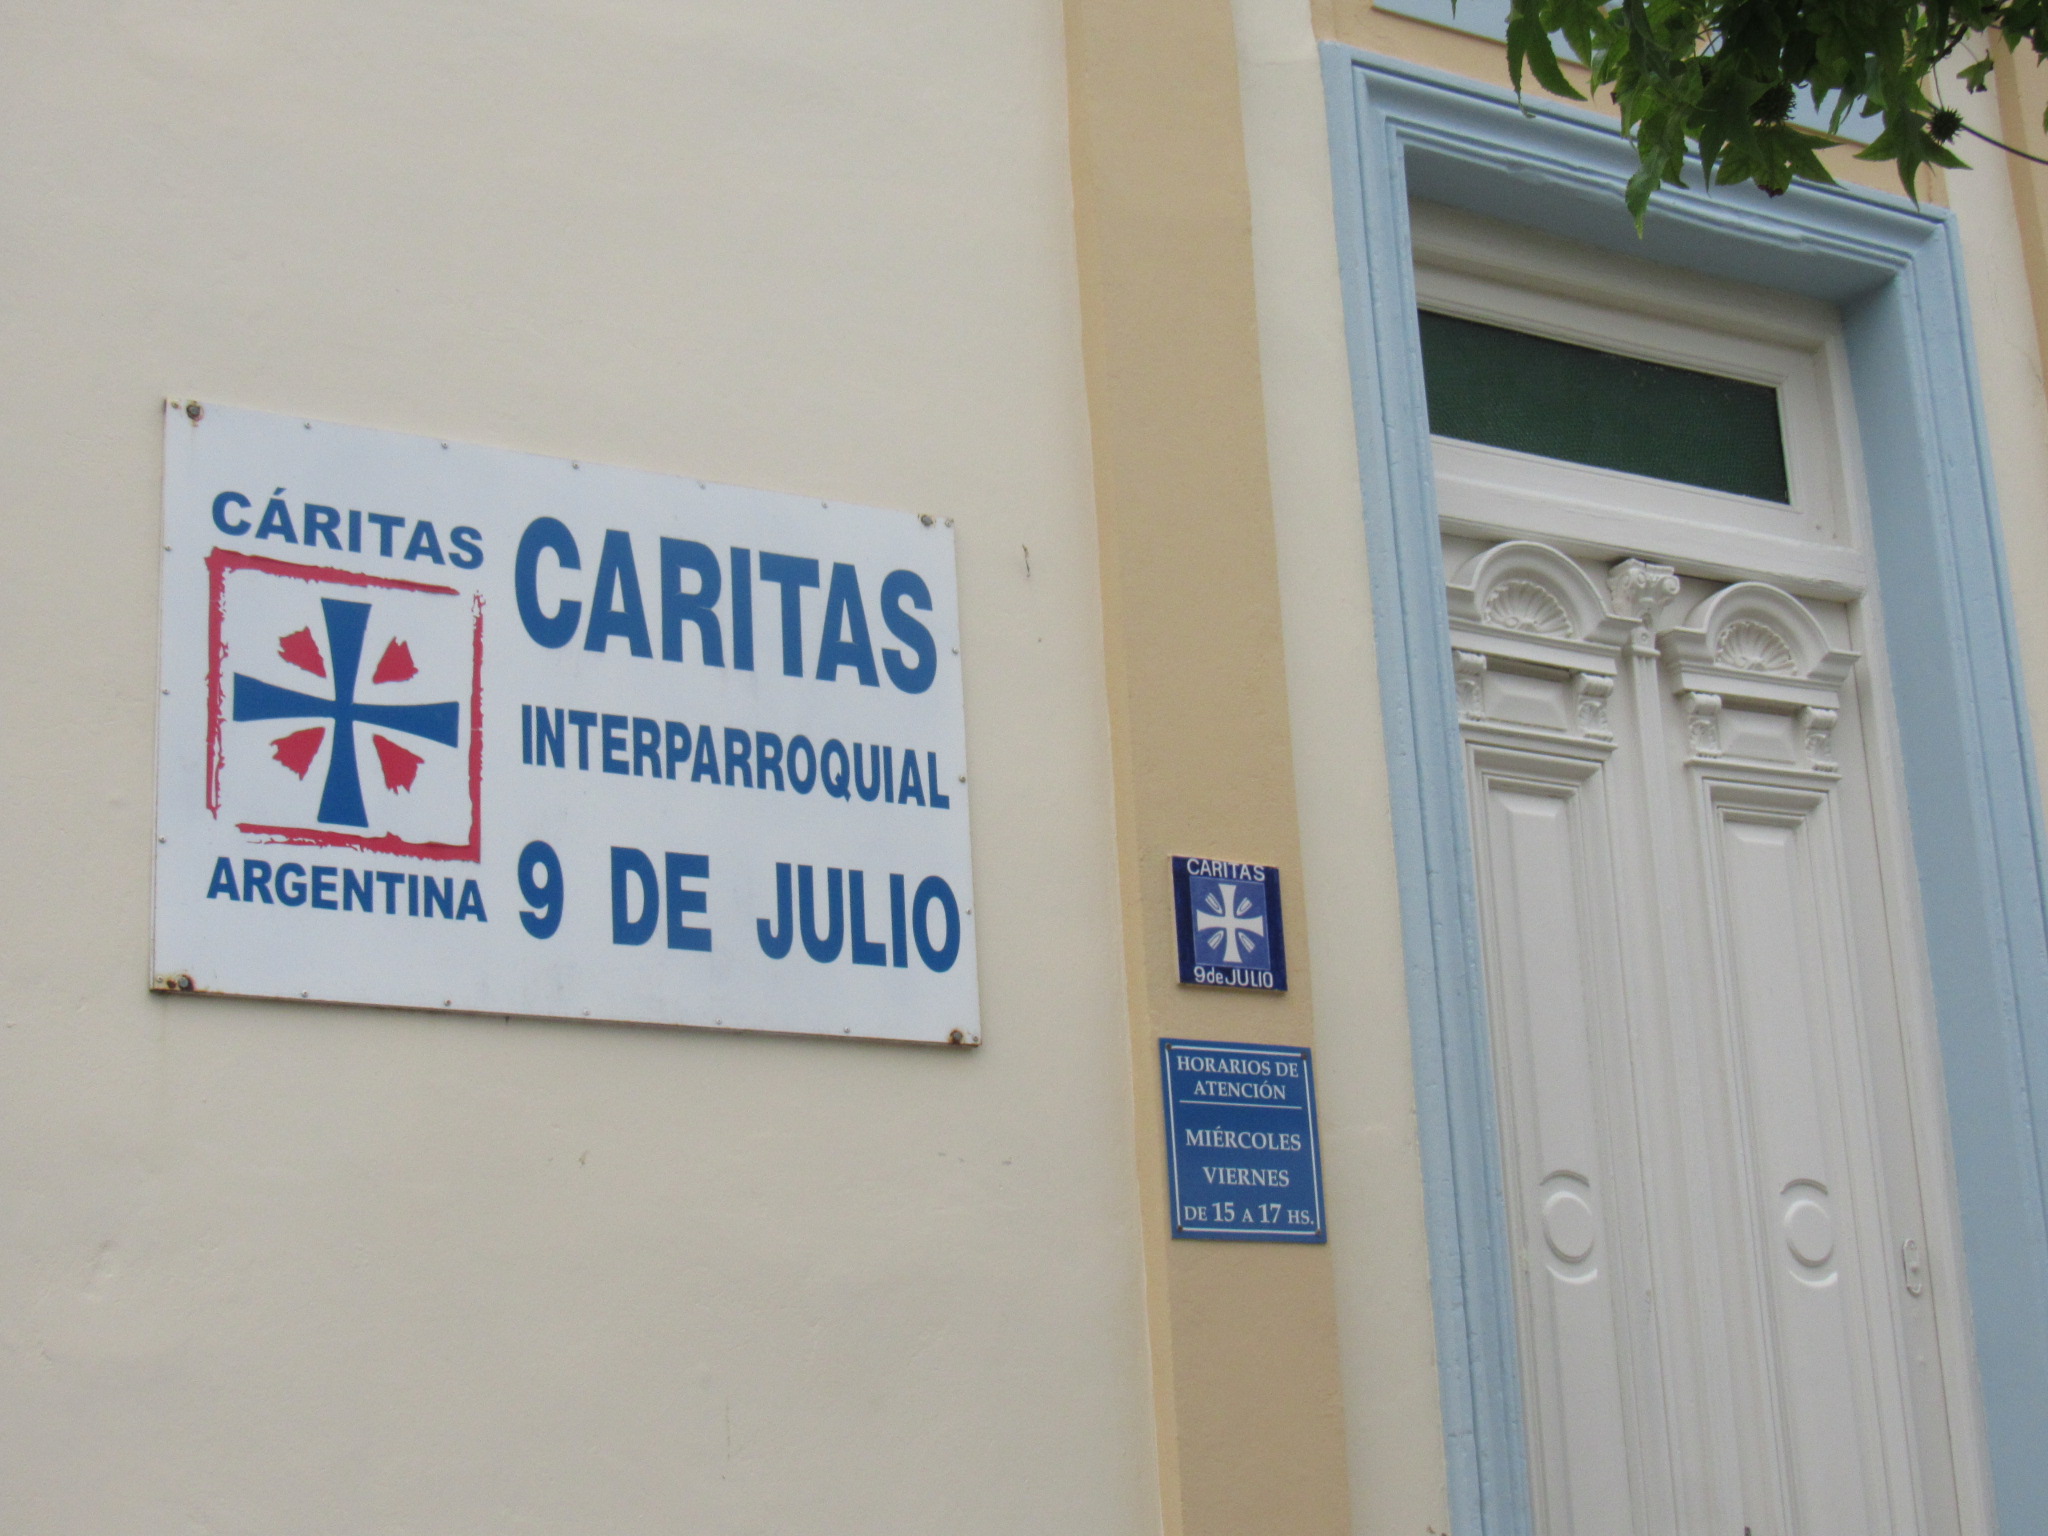 CÁRITAS
ARGENTINA
CARITAS
INTERPARROQUIAL
9 DE JULIO
CARITAS
9 de JULIO
HORARIOS DE
ATENCIÓN
MIÉRCOLES
VIERNES
DE 15 A 17 HS.